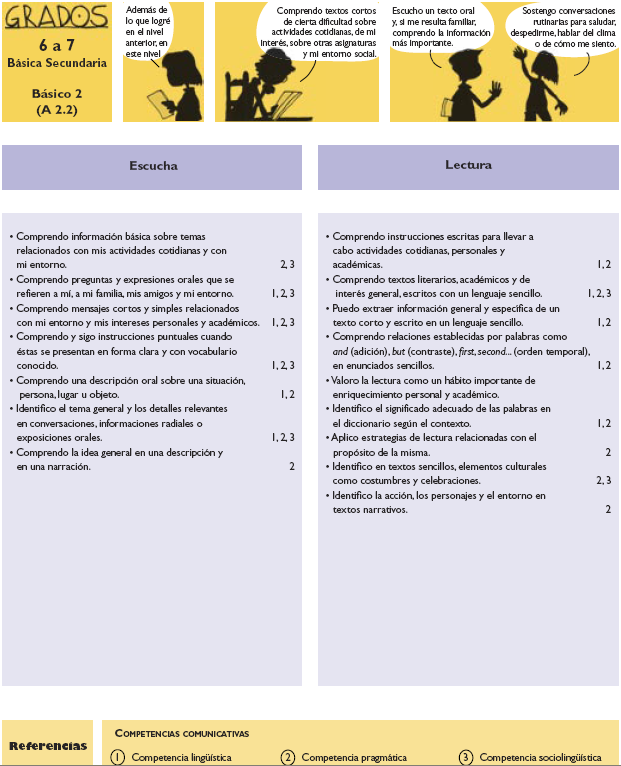 GRADOS
6 a 7
Básica Secundaria
Básico 2
(A 2.2)
Además de
lo que logré
en el nivel
anterior, en
este nivel
Comprendo textos cortos
de cierta dificultad sobre
actividades cotidianas, de mi
interés, sobre otras asignaturas
y mi entorno social.
Escucho un texto oral
y, si me resulta familiar,
comprendo la información
más importante.
Sostengo conversaciones
rutinarias para saludar,
despedirme, hablar del clima
o de cómo me siento.
Escucha
• Comprendo información básica sobre temas
relacionados con mis actividades cotidianas y con
mi entorno. 2, 3
• Comprendo preguntas y expresiones orales que se
refieren a mí, a mi familia, mis amigos y mi entorno. 1, 2, 3
• Comprendo mensajes cortos y simples relacionados
con mi entorno y mis intereses personales y académicos. 1, 2, 3
• Comprendo y sigo instrucciones puntuales cuando
éstas se presentan en forma clara y con vocabulario
conocido. 1, 2, 3
• Comprendo una descripción oral sobre una situación,
persona, lugar u objeto. 1, 2
• Identifico el tema general y los detalles relevantes
en conversaciones, informaciones radiales o
exposiciones orales. 1, 2, 3
• Comprendo la idea general en una descripción y
en una narración. 2
Lectura
• Comprendo instrucciones escritas para llevar a
cabo actividades cotidianas, personales y
académicas. 1, 2
• Comprendo textos literarios, académicos y de
interés general, escritos con un lenguaje sencillo. 1, 2, 3
• Puedo extraer información general y específica de un
texto corto y escrito en un lenguaje sencillo. 1, 2
• Comprendo relaciones establecidas por palabras como
and (adición), but (contraste), first, second... (orden temporal),
en enunciados sencillos. 1, 2
• Valoro la lectura como un hábito importante de
enriquecimiento personal y académico.
• Identifico el significado adecuado de las palabras en
el diccionario según el contexto. 1, 2
• Aplico estrategias de lectura relacionadas con el
propósito de la misma. 2
• Identifico en textos sencillos, elementos culturales
como costumbres y celebraciones. 2, 3
• Identifico la acción, los personajes y el entorno en
textos narrativos. 2
Referencias
COMPETENCIAS COMUNICATIVAS
1 Competencia lingüística 2 Competencia pragmática 3 Competencia sociolingüística